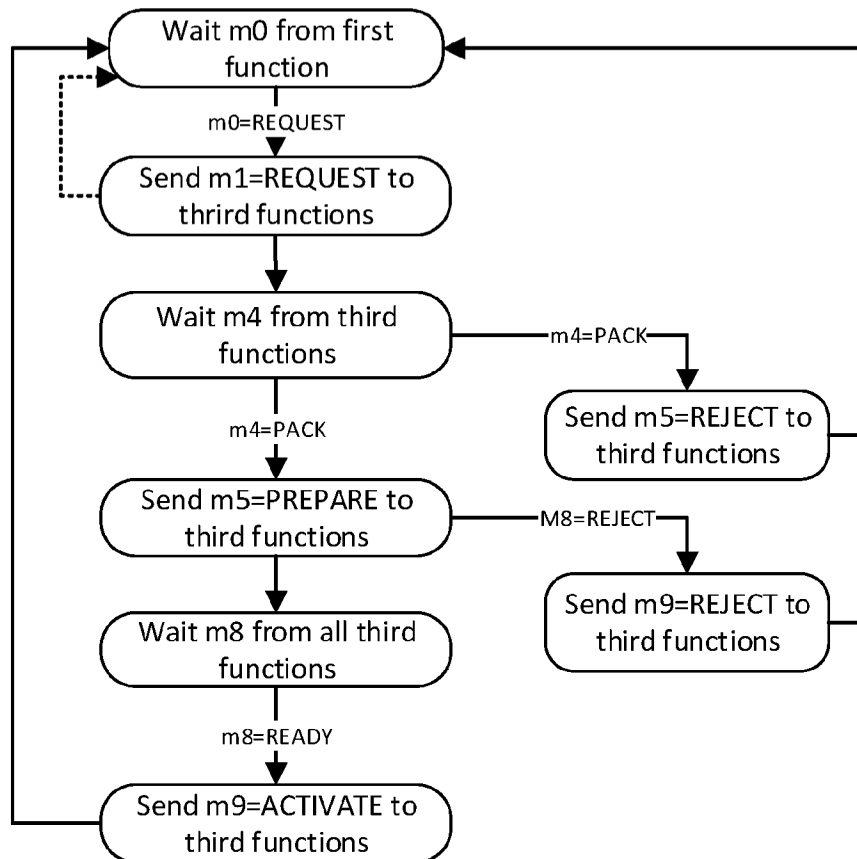 Wait m0 from first
function
m0=REQUEST
Send m1=REQUEST to
thrird functions
Wait m4 from third
functions
m4=PACK
Send m5=REJECT to
third functions
m4=PACK
Send m5=PREPARE to
third functions
M8=REJECT
Send m9=REJECT to
third functions
Wait m8 from all third
functions
m8=READY
Send m9=ACTIVATE to
third functions